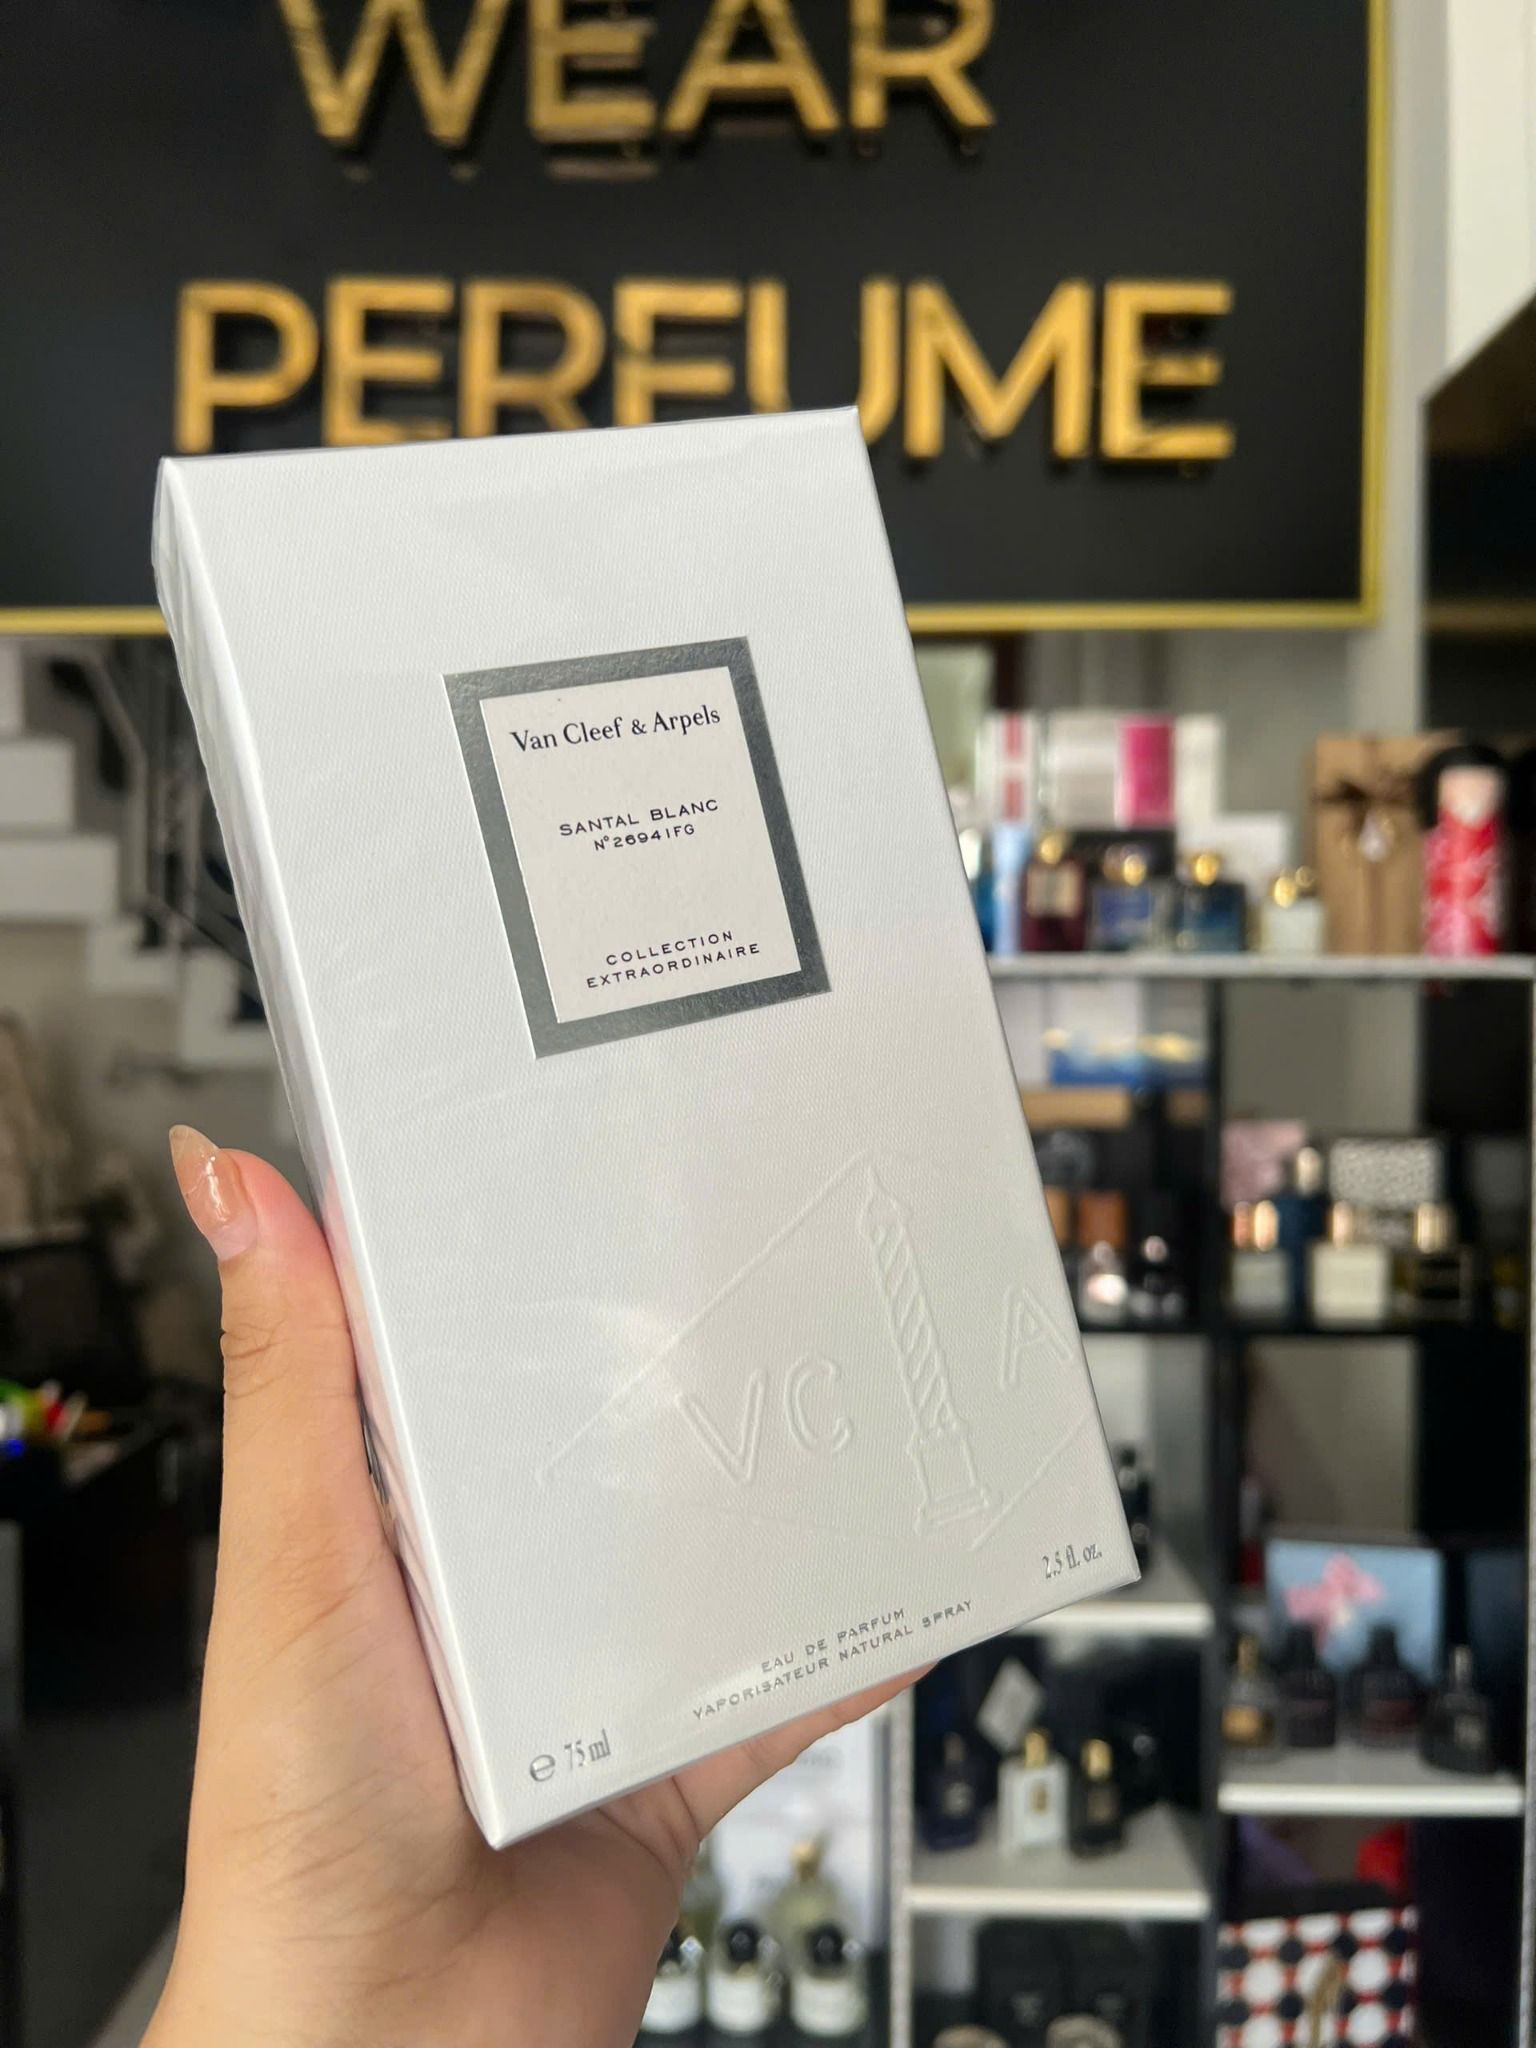 WEAR
PERFUME
Van Cleef & Arpels
SANTAL BLANC
N°26941FG
COLLECTION
EXTRAORDINAIRE
VC A
2.5 fl. oz.
EAU DE PARFUM
VAPORISATEUR NATURAL SPRAY
e 75 ml